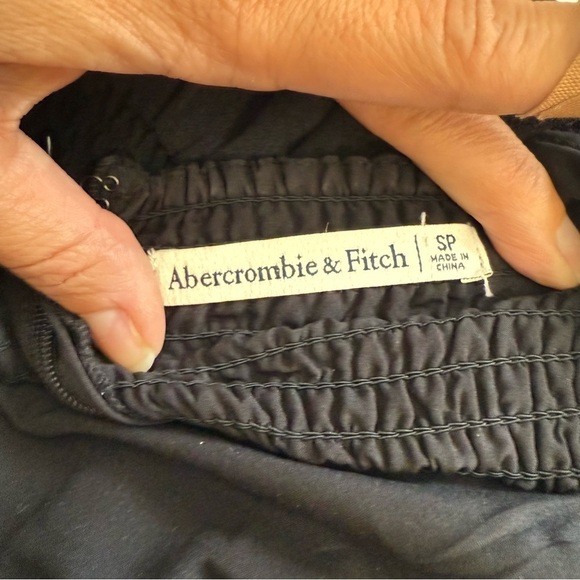 Abercrombie & Fitch
SP
MADE IN
CHINA